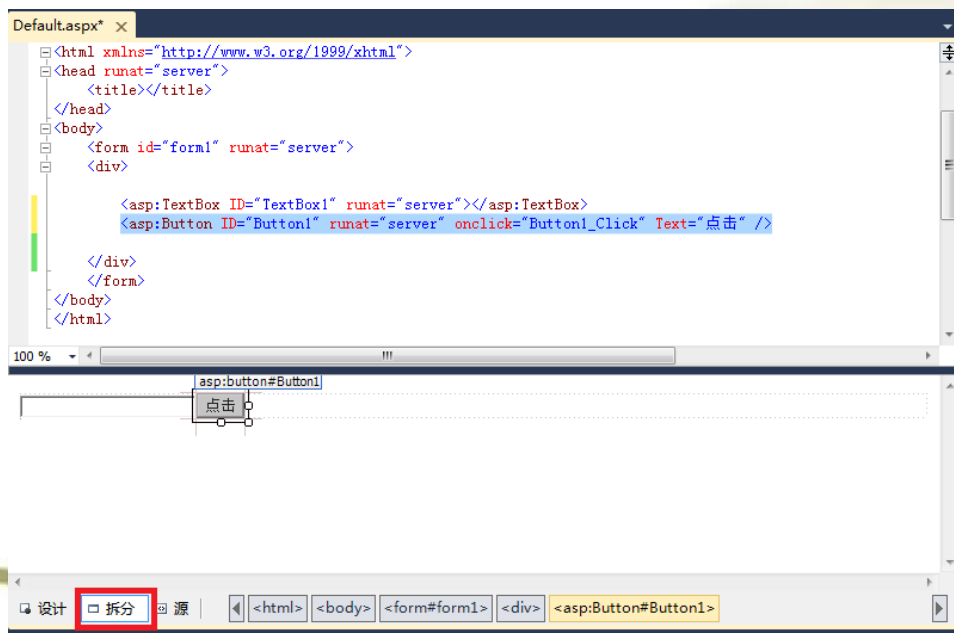 Default.aspx* ×
<html xmlns="http://www.w3.org/1999/xhtml">
<head runat="server">
<title></title>
</head>
<body>
<form id="form1" runat="server">
<div>
<asp:TextBox ID="TextBox1" runat="server"></asp:TextBox>
<asp:Button ID="Button1" runat="server" onclick="Button1_Click" Text="点击" />
</div>
</form>
</body>
</html>
100 %
asp:button#Button1
点击
设计 拆分 源 <html> <body> <form#form1> <div> <asp:Button#Button1>